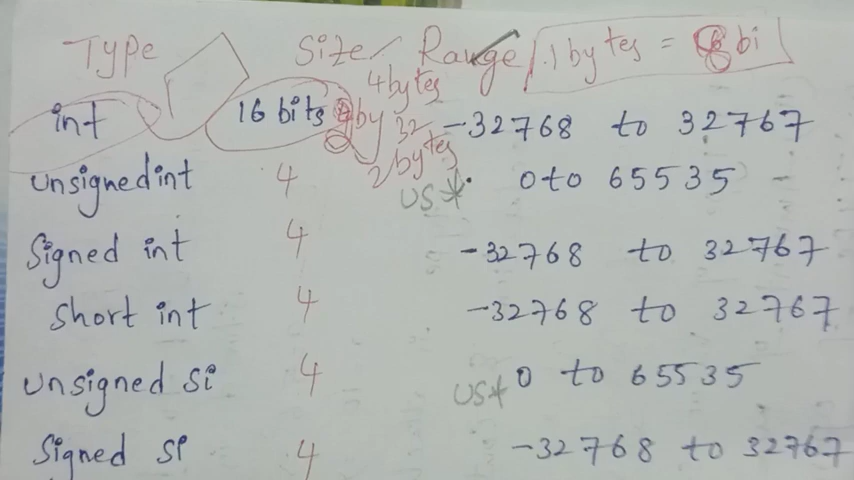 Type Size Range 1 bytes = 8 bi
4 bytes
int 16 bits by 32 -32768 to 32767
2 bytes
Unsigned int 4 US* 0 to 65535 -
Signed int 4 -32768 to 32767
Short int 4 -32768 to 32767
Unsigned Si 4 US* 0 to 65535
Signed Si 4 -32768 to 32767